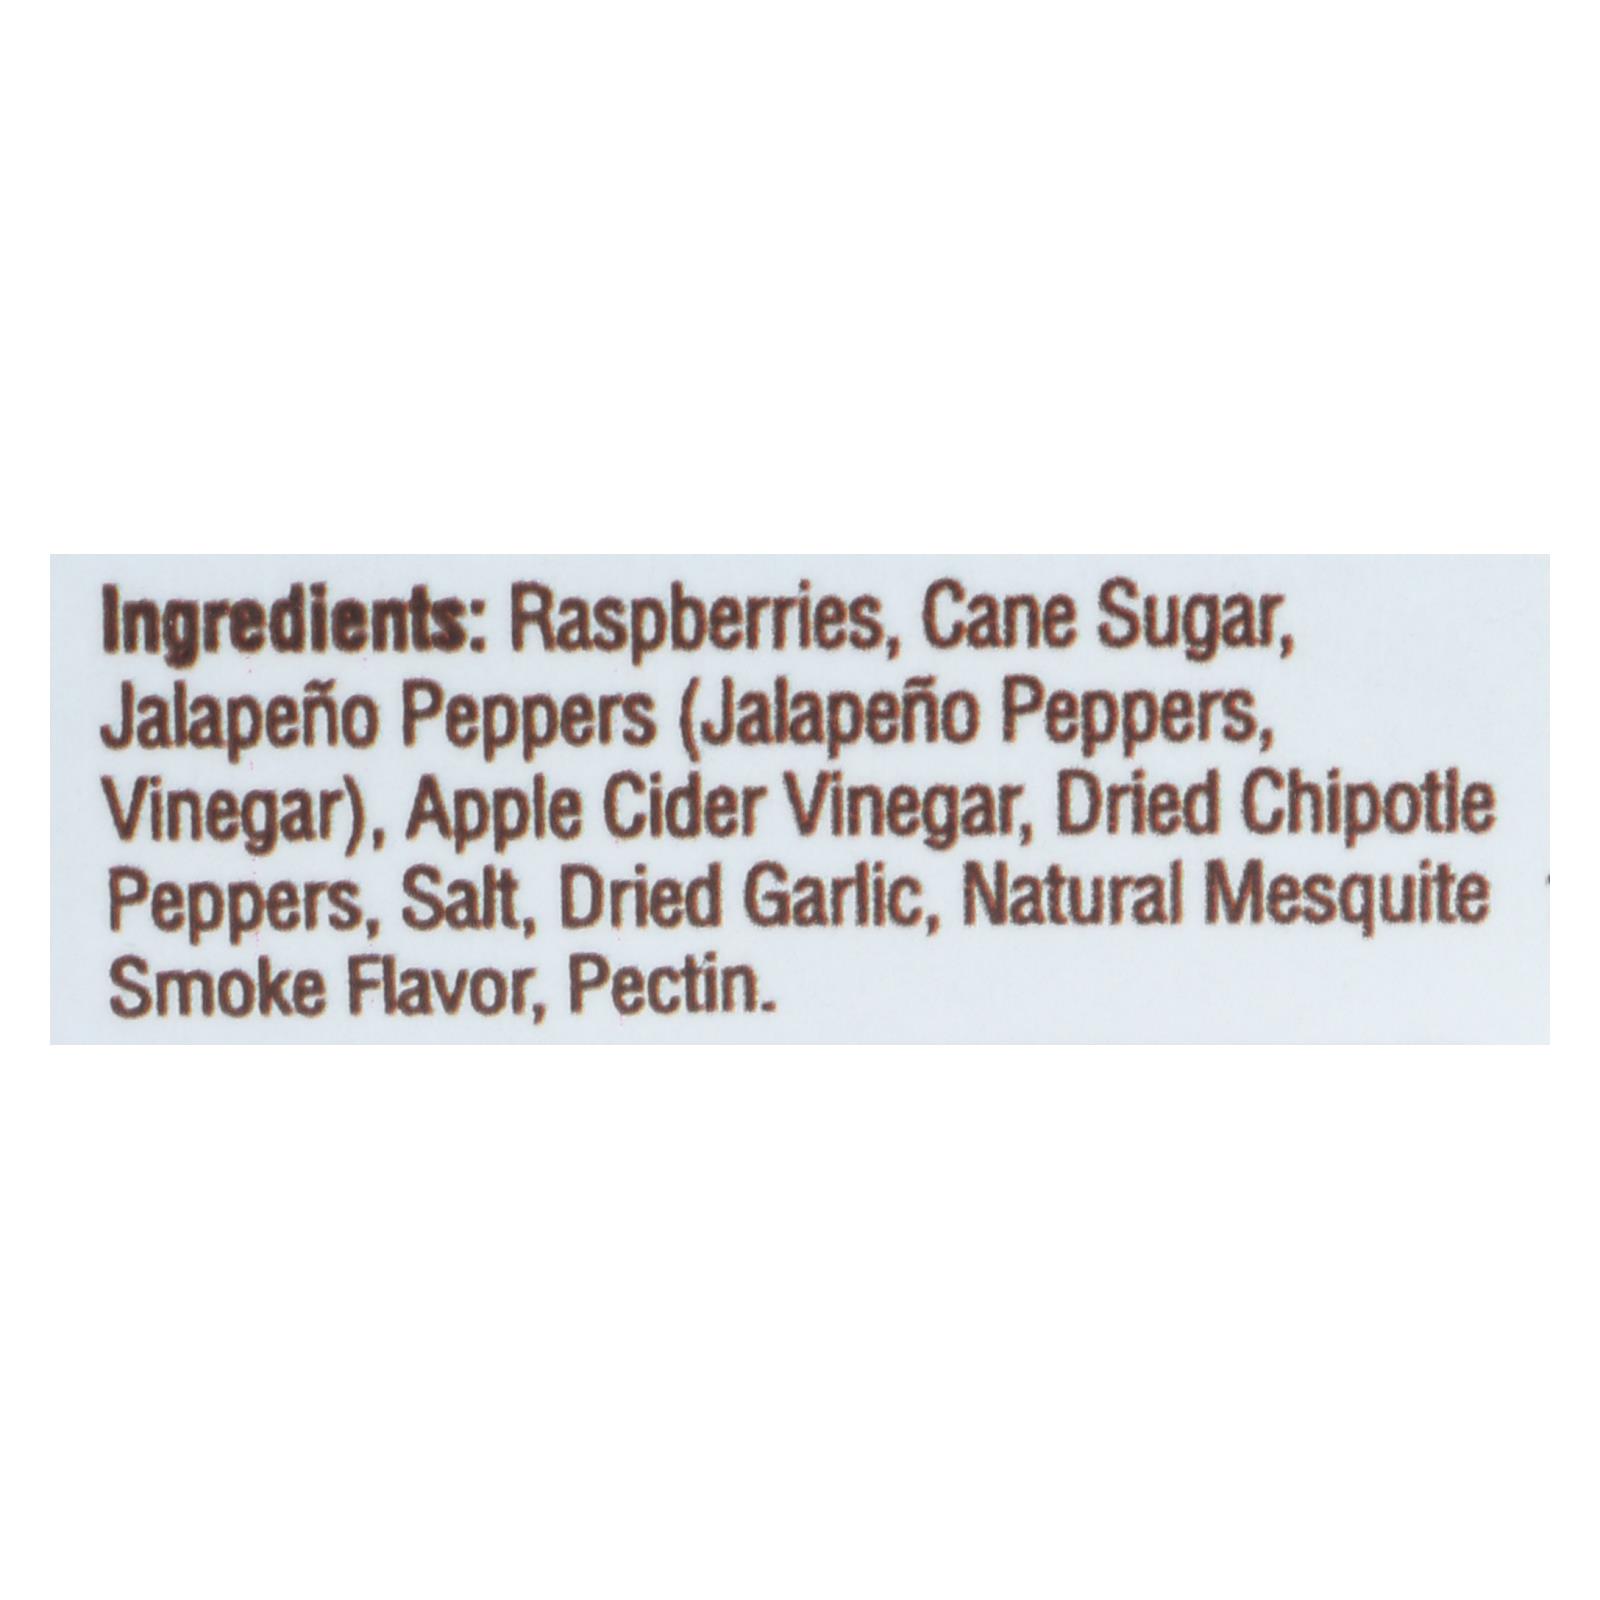 Ingredients: Raspberries, Cane Sugar,
Jalapeño Peppers (Jalapeño Peppers,
Vinegar), Apple Cider Vinegar, Dried Chipotle
Peppers, Salt, Dried Garlic, Natural Mesquite
Smoke Flavor, Pectin.